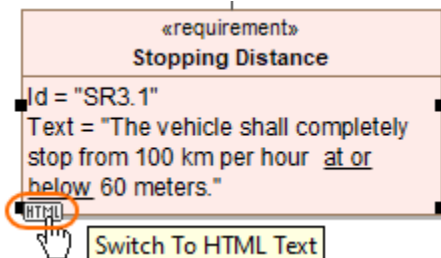 «requirement»
Stopping Distance
Id = "SR3.1"
Text = "The vehicle shall completely
stop from 100 km per hour  at or
below  60 meters."
HTML
Switch To HTML Text